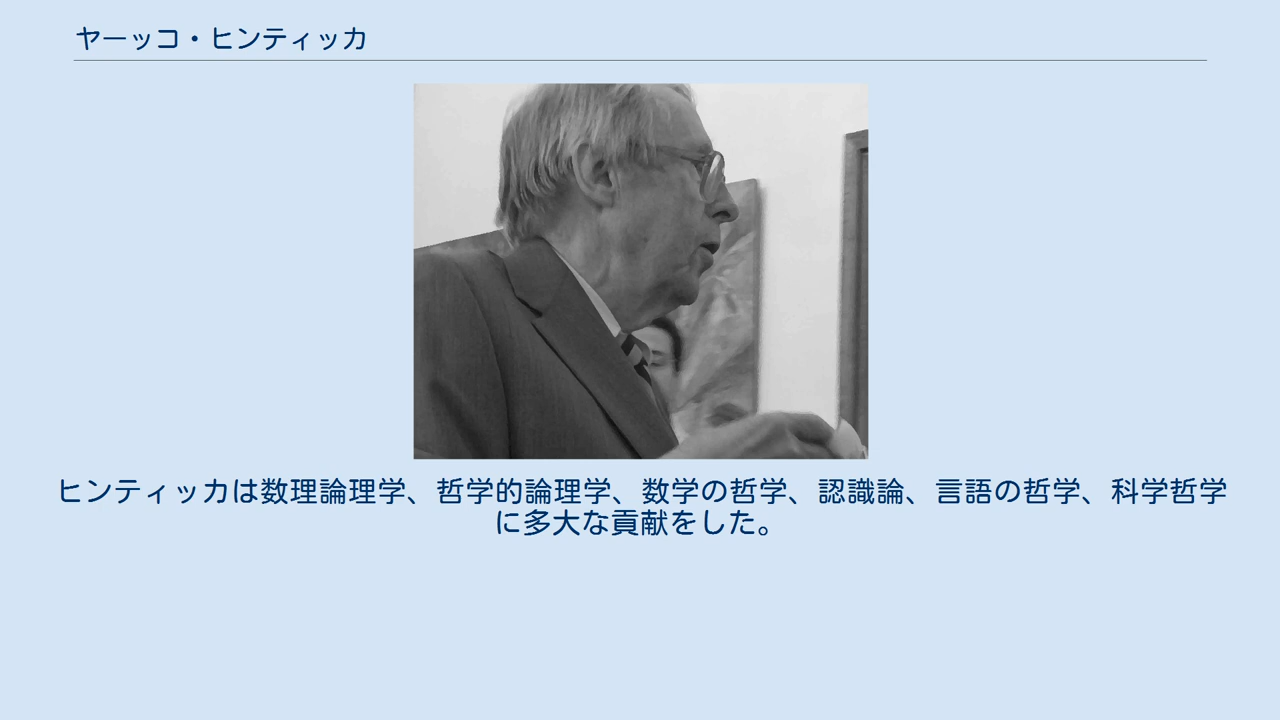 ヤーッコ・ヒンティッカ
ヒンティッカは数理論理学、哲学的論理学、数学の哲学、認識論、言語の哲学、科学哲学
に多大な貢献をした。